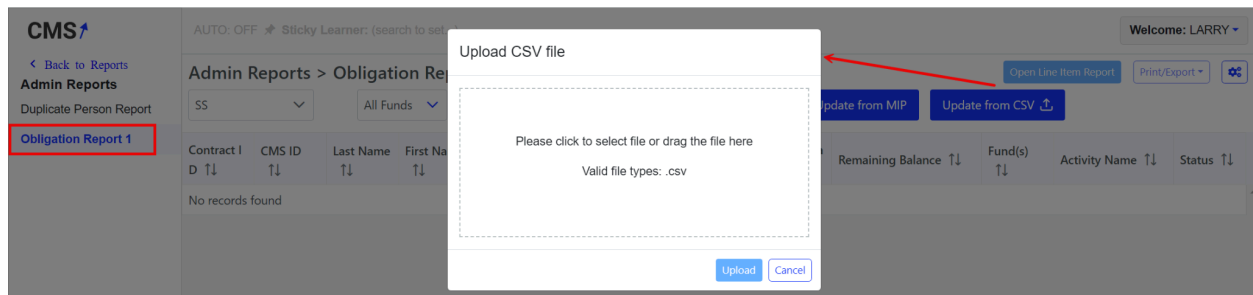 CMS
AUTO: OFF Sticky Learner: (search to set
Welcome: LARRY
Back to Reports
Admin Reports
Duplicate Person Report
Obligation Report 1
Admin Reports > Obligation Re
Open Line Item Report
Print/Export
SS
All Funds
Update from MIP
Update from CSV
Contract I
D
CMS ID
Last Name
First Na
Remaining Balance
Fund(s)
Activity Name
Status
No records found
Upload CSV file
Please click to select file or drag the file here
Valid file types: .csv
Upload
Cancel